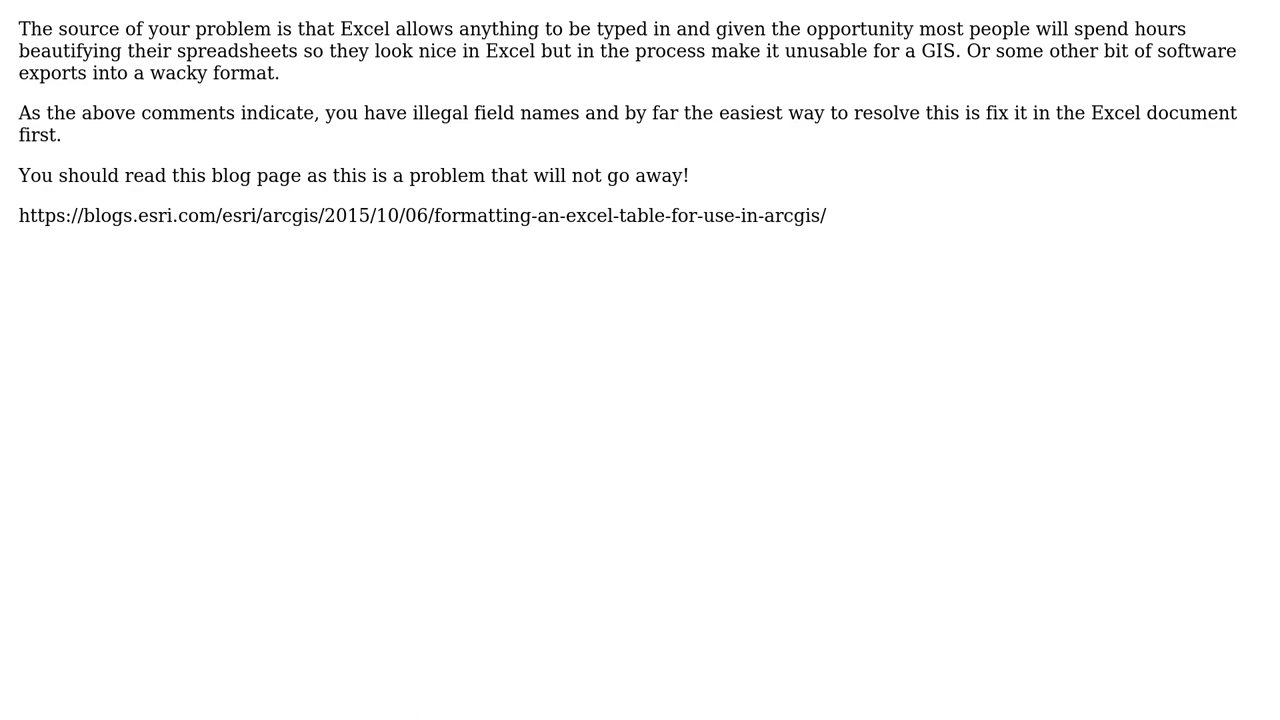 The source of your problem is that Excel allows anything to be typed in and given the opportunity most people will spend hours
beautifying their spreadsheets so they look nice in Excel but in the process make it unusable for a GIS. Or some other bit of software
exports into a wacky format.
As the above comments indicate, you have illegal field names and by far the easiest way to resolve this is fix it in the Excel document
first.
You should read this blog page as this is a problem that will not go away!
https://blogs.esri.com/esri/arcgis/2015/10/06/formatting-an-excel-table-for-use-in-arcgis/